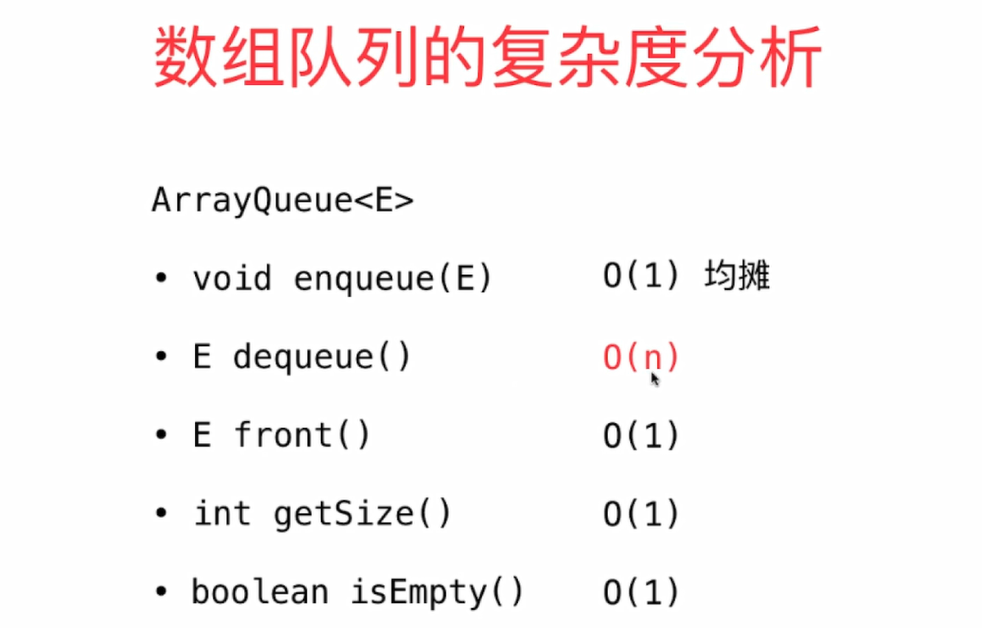 数组队列的复杂度分析
ArrayQueue<E>
• void enqueue(E) O(1) 均摊
• E dequeue() O(n)
• E front() O(1)
• int getSize() O(1)
• boolean isEmpty() O(1)